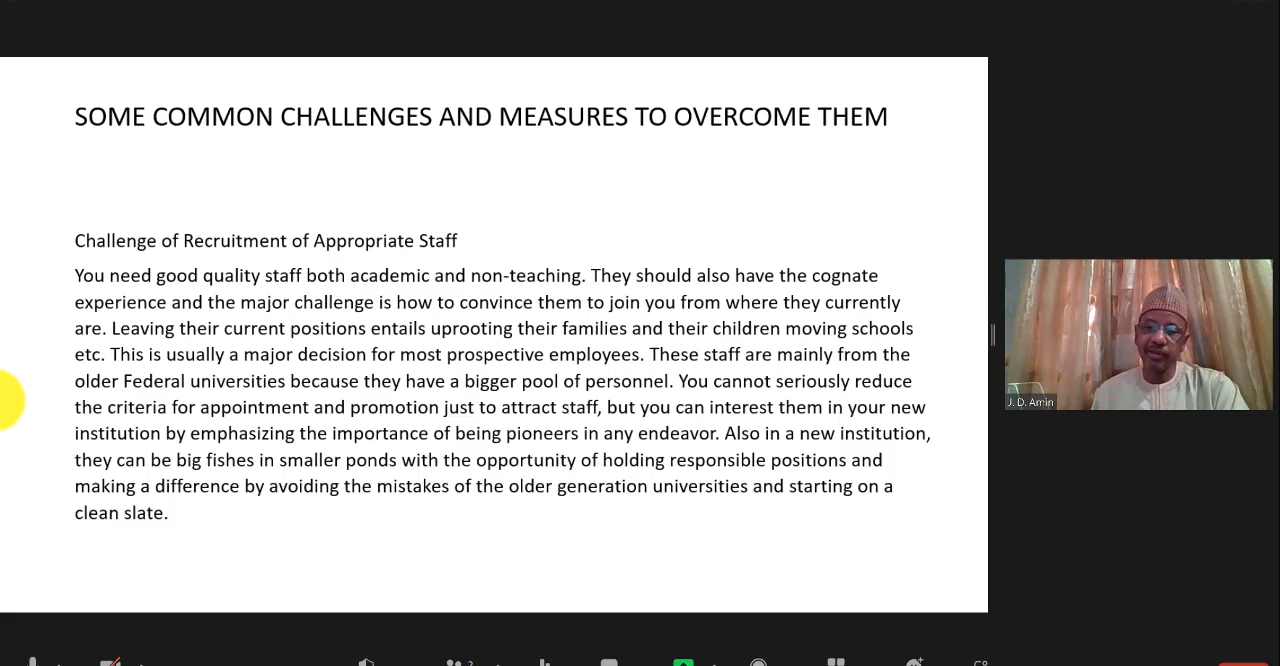 SOME COMMON CHALLENGES AND MEASURES TO OVERCOME THEM
Challenge of Recruitment of Appropriate Staff
You need good quality staff both academic and non-teaching. They should also have the cognate
experience and the major challenge is how to convince them to join you from where they currently
are. Leaving their current positions entails uprooting their families and their children moving schools
etc. This is usually a major decision for most prospective employees. These staff are mainly from the
older Federal universities because they have a bigger pool of personnel. You cannot seriously reduce
the criteria for appointment and promotion just to attract staff, but you can interest them in your new
institution by emphasizing the importance of being pioneers in any endeavor. Also in a new institution,
they can be big fishes in smaller ponds with the opportunity of holding responsible positions and
making a difference by avoiding the mistakes of the older generation universities and starting on a
clean slate.
J. D. Amin